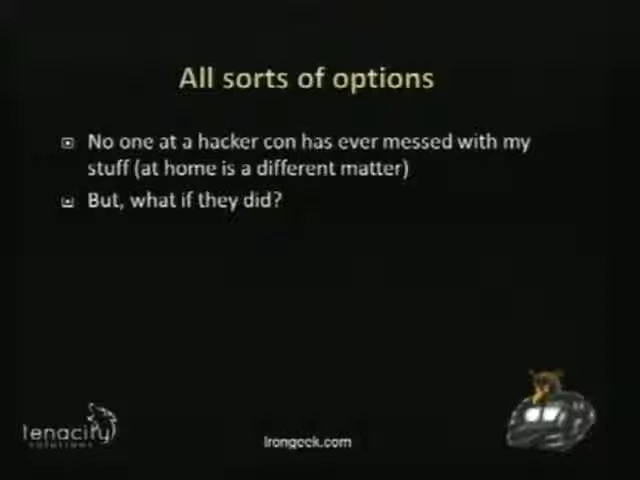 All sorts of options
No one at a hacker con has ever messed with my
stuff (at home is a different matter)
But, what if they did?
tenacity
solutions
Irongeek.com